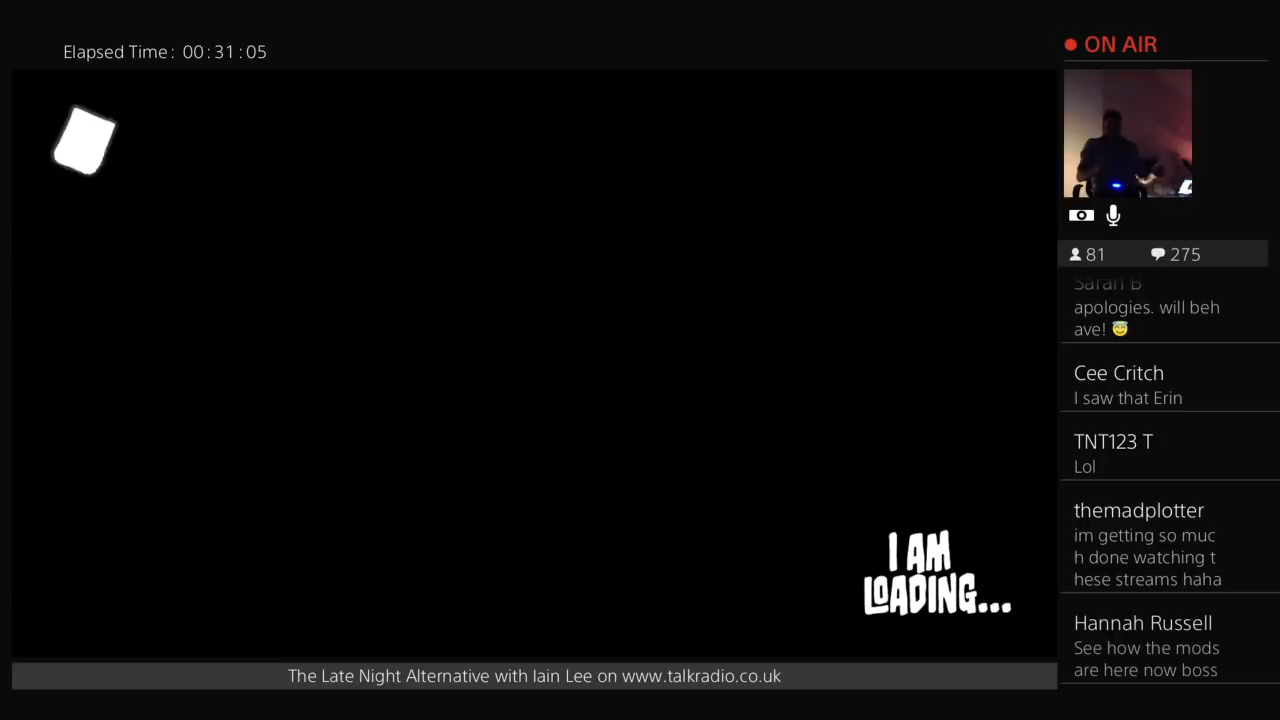 Elapsed Time: 00:31:05
ON AIR
81 275
Sarah B
apologies. will beh
ave! 😇
Cee Critch
I saw that Erin
TNT123 T
Lol
themadplotter
im getting so muc
h done watching t
hese streams haha
Hannah Russell
See how the mods
are here now boss
I AM
LOADING...
The Late Night Alternative with Iain Lee on www.talkradio.co.uk